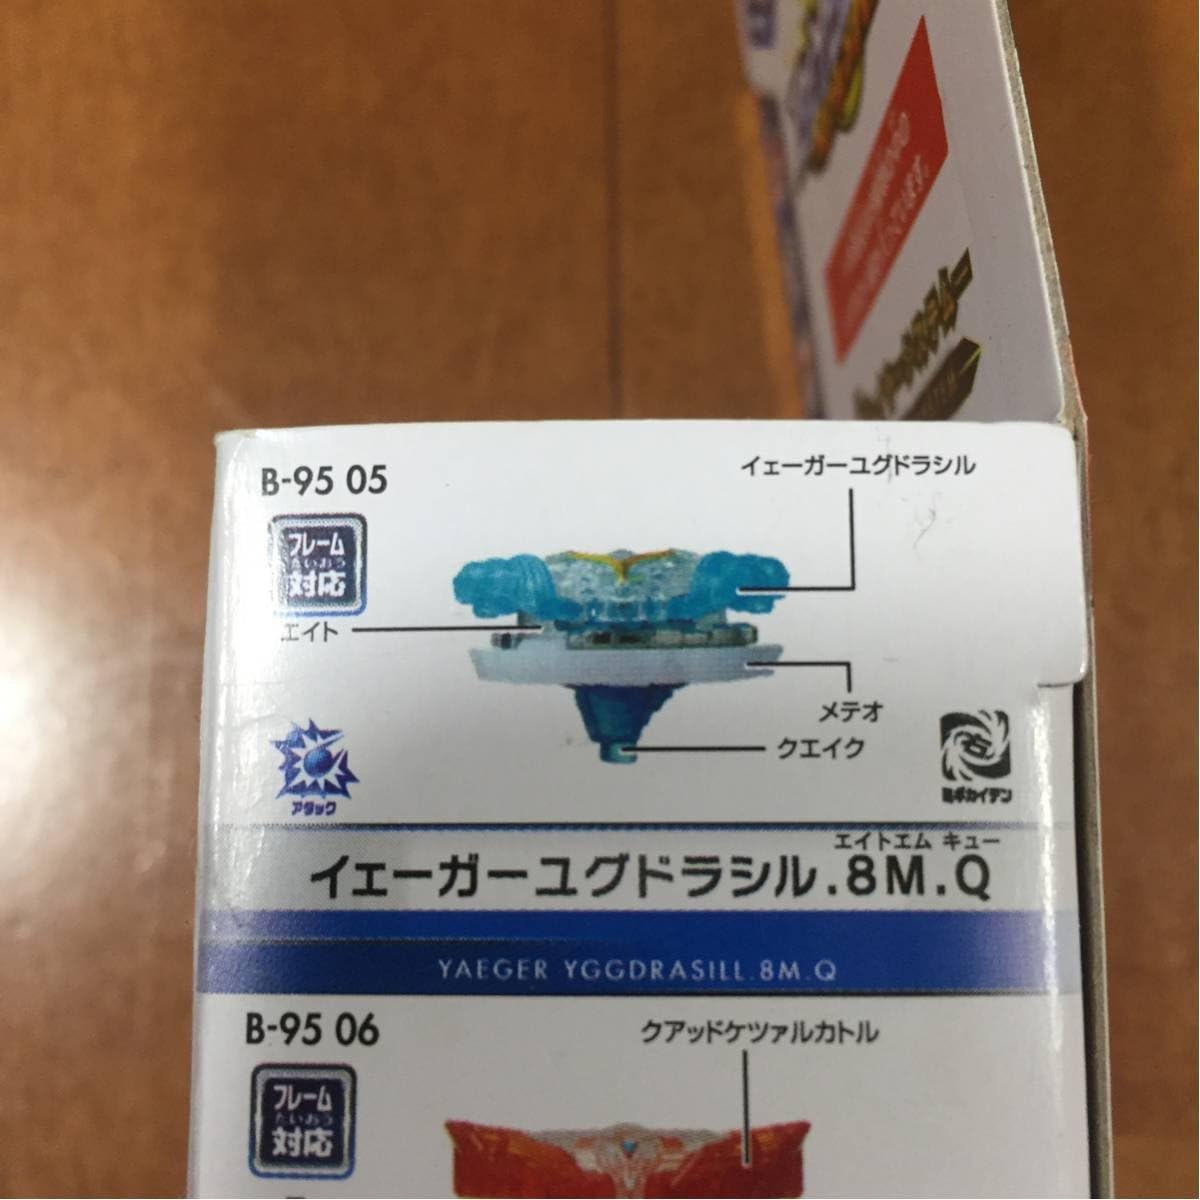 B-95 05
イェーガーユグドラシル
フレーム
たいおう
対応
エイト
メテオ
クエイク
アタック
ミギカイテン
エイトエム キュー
イェーガーユグドラシル.8M.Q
YAEGER YGGDRASILL.8M.Q
B-95 06
クアッドケツァルカトル
フレーム
たいおう
対応